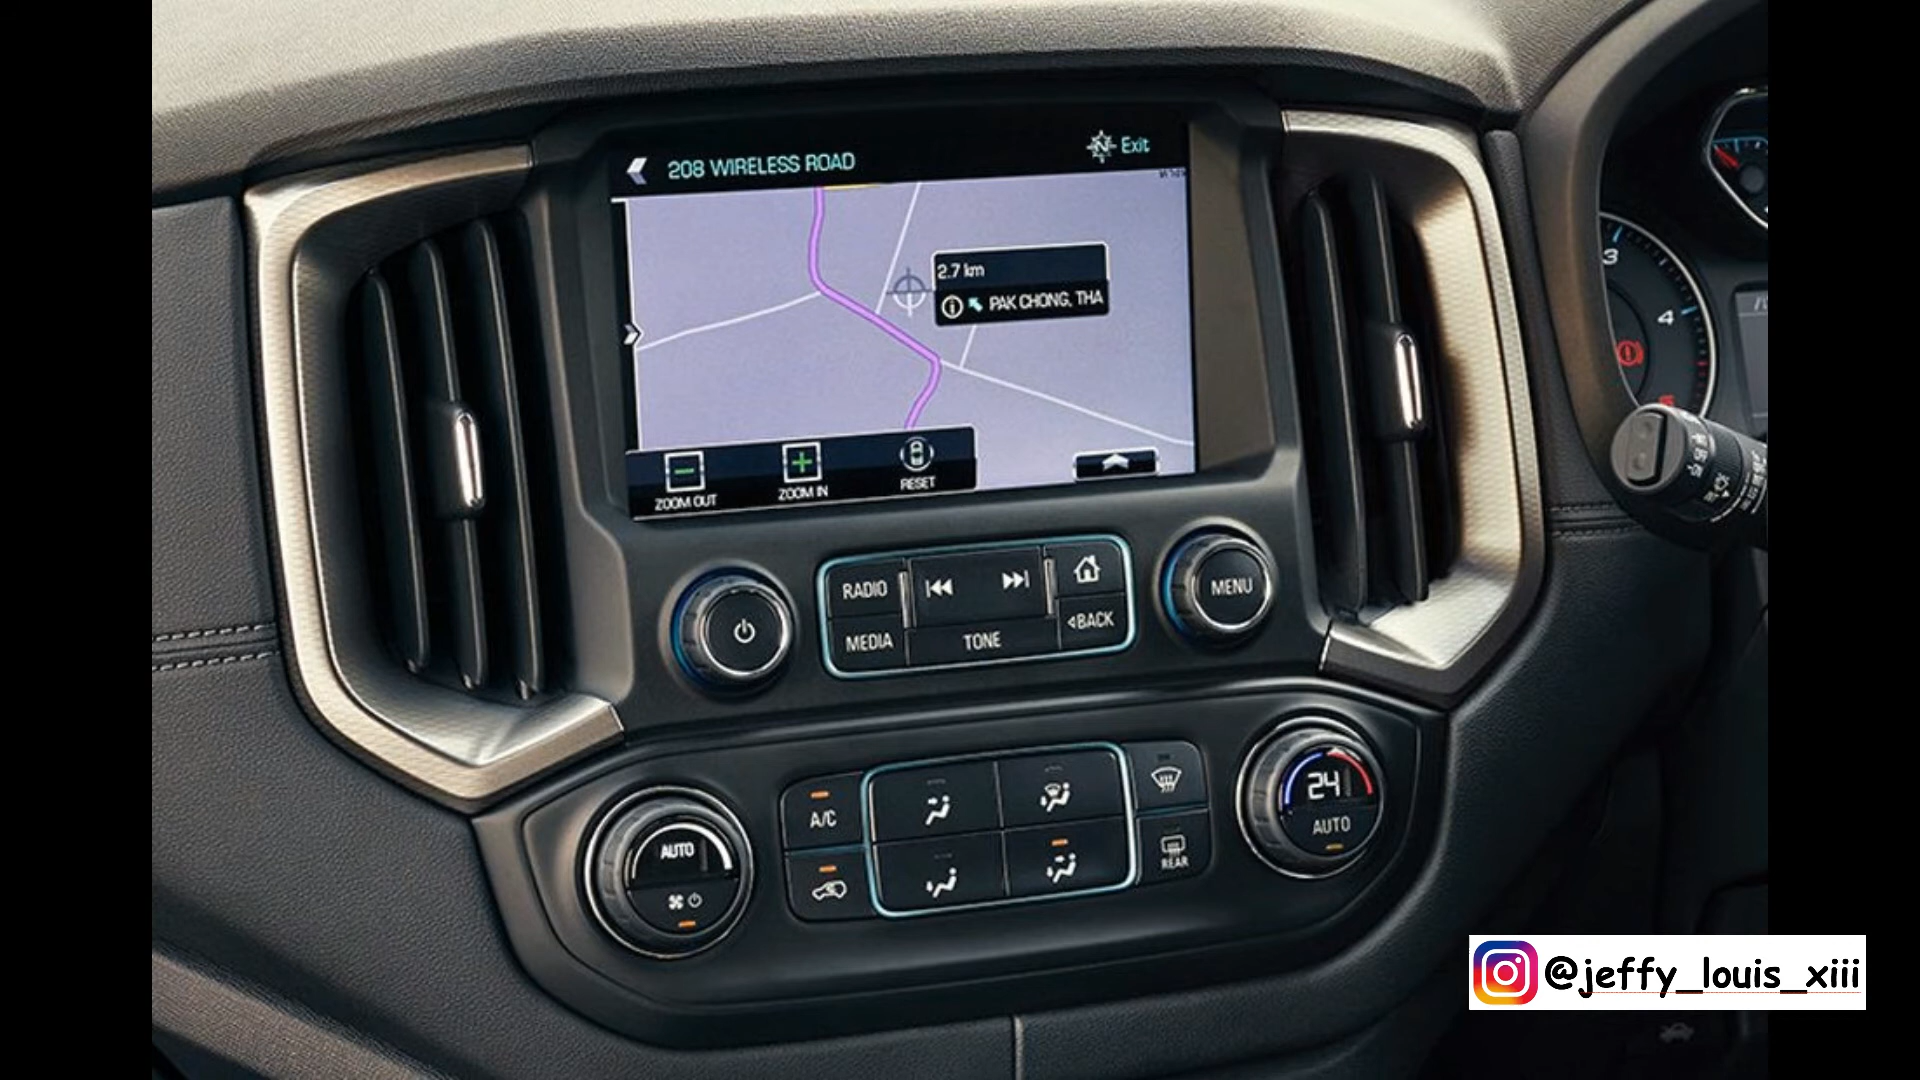 208 WIRELESS ROAD
N Exit
2.7 km
PAK CHONG, THA
ZOOM OUT
ZOOM IN
RESET
RADIO
MEDIA
TONE
BACK
MENU
A/C
AUTO
24
AUTO
REAR
3
4
5
@jeffy_louis_xiii